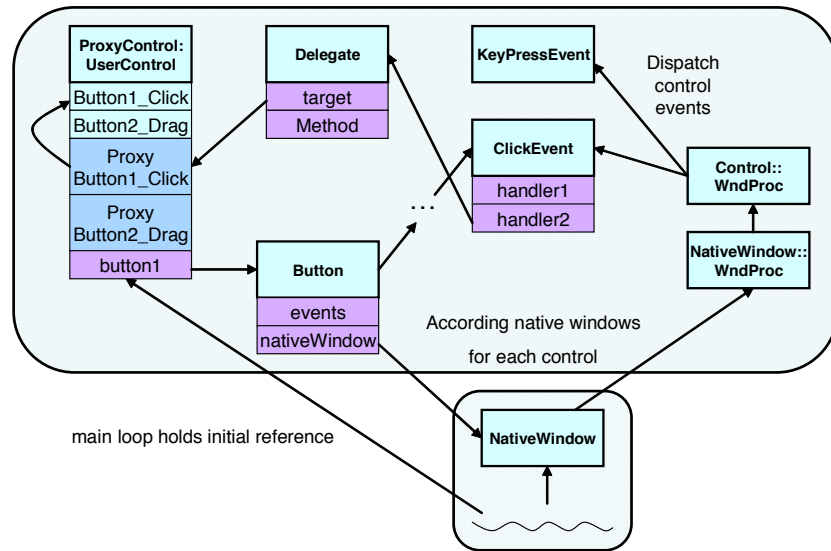 ProxyControl:
UserControl
Button1_Click
Button2_Drag
Proxy
Button1_Click
Proxy
Button2_Drag
button1
Delegate
target
Method
KeyPressEvent
Dispatch
control
events
ClickEvent
handler1
handler2
...
Control::
WndProc
NativeWindow::
WndProc
Button
events
nativeWindow
According native windows
for each control
main loop holds initial reference
NativeWindow